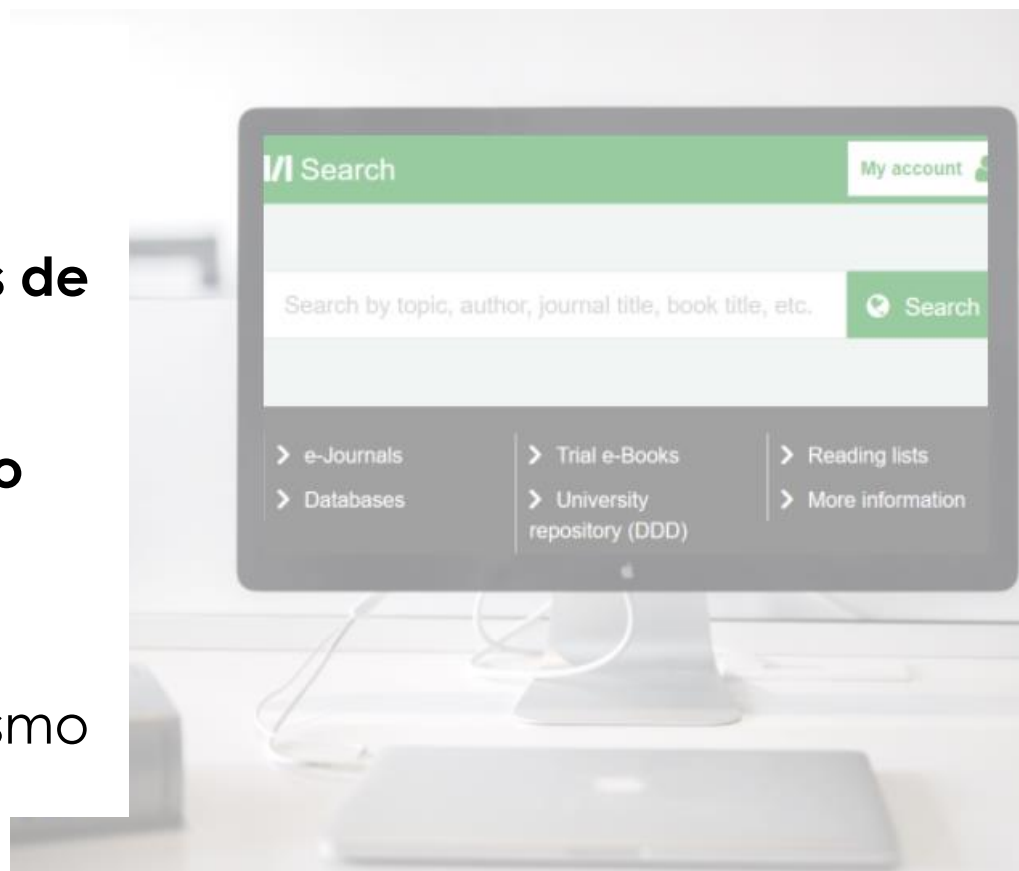 s de
o
smo
Search
My account
Search by topic, author, journal title, book title, etc.
Search
e-Journals
Databases
Trial e-Books
University
repository (DDD)
Reading lists
More information